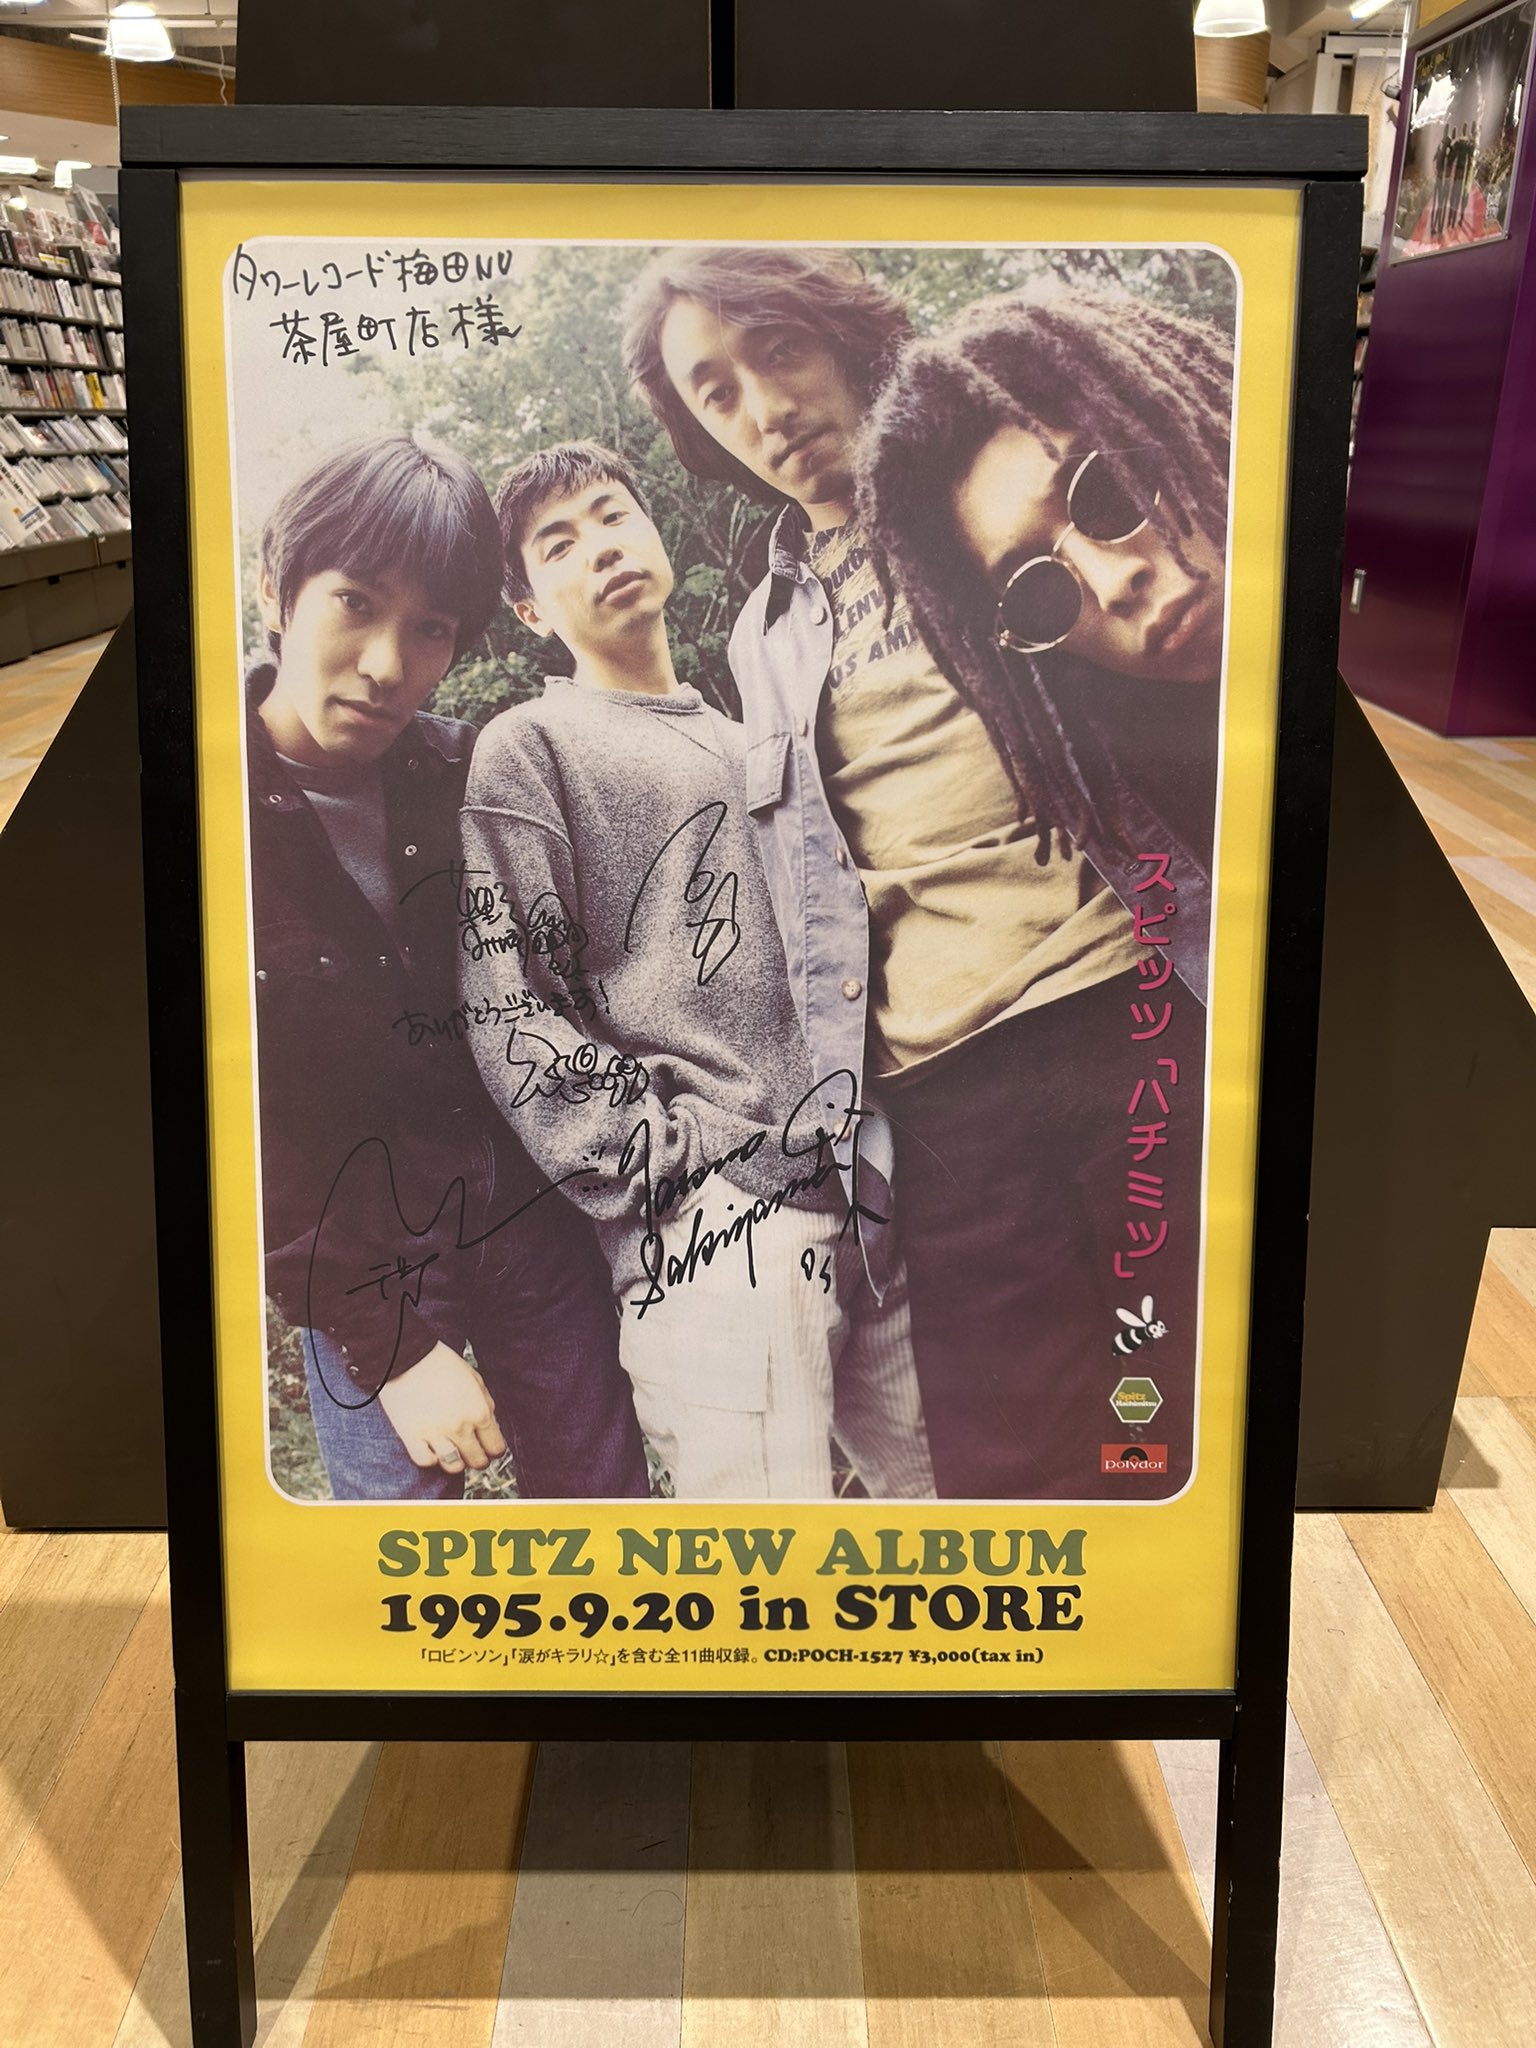 タワーレコード梅田NU
茶屋町店様
スピッツ「ハチミツ」
ありがとうございます!
Tatsuya
Sakiyama
Spitz
Hachimitsu
polydor
SPITZ NEW ALBUM
1995.9.20 in STORE
「ロビンソン」「涙がキラリ☆」を含む全11曲収録。 CD:POCH-1527 ¥3,000(tax in)